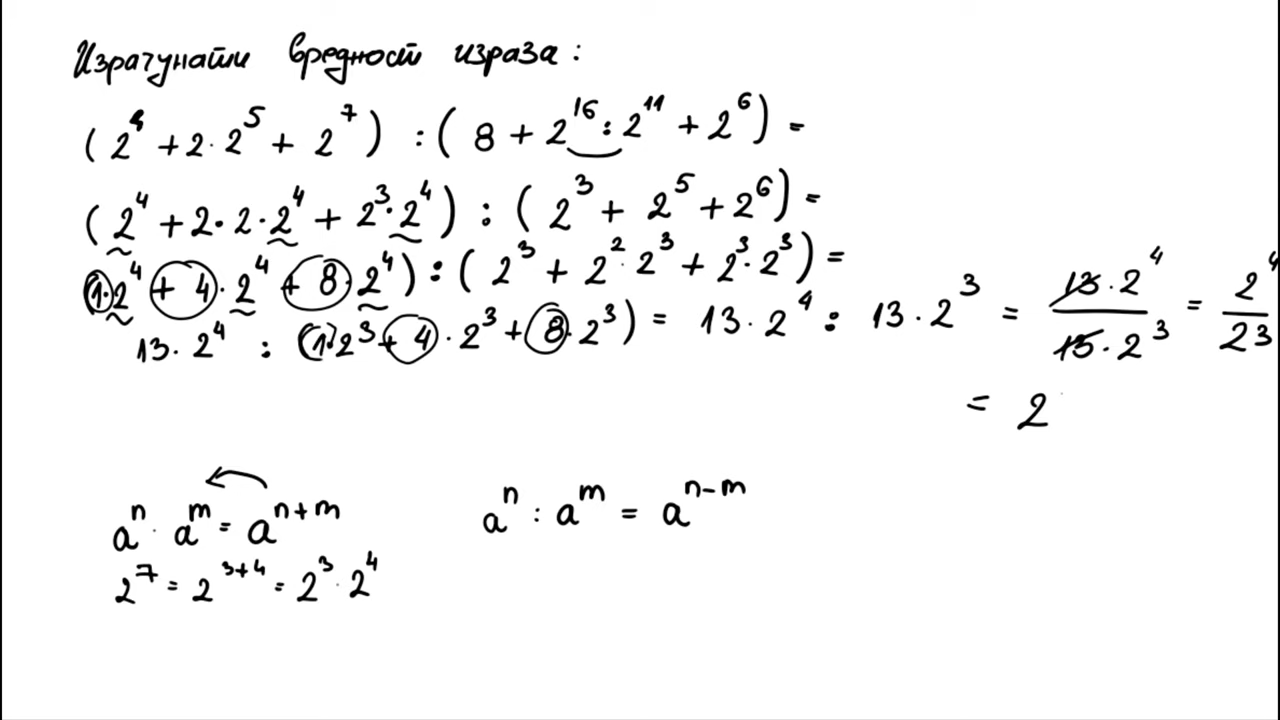 Израчунати вредност израза:
(2⁴ + 2 · 2⁵ + 2⁷) : (8 + 2¹⁶ : 2¹¹ + 2⁶) =
(2⁴ + 2 · 2 · 2⁴ + 2³ · 2⁴) : (2³ + 2⁵ + 2⁶) =
(1 · 2⁴ + 4 · 2⁴ + 8 · 2⁴) : (2³ + 2² · 2³ + 2³ · 2³) =
13 · 2⁴ : (1 · 2³ + 4 · 2³ + 8 · 2³) = 13 · 2⁴ : 13 · 2³ = (13 · 2⁴)/(13 · 2³) = 2⁴/2³
= 2
aⁿ · aᵐ = aⁿ⁺ᵐ aⁿ : aᵐ = aⁿ⁻ᵐ
2⁷ = 2³⁺⁴ = 2³ · 2⁴